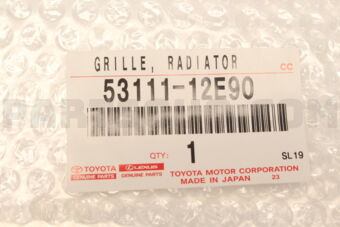 GRILLE, RADIATOR
CC
53111-12E90
QTY: 1 SL19
TOYOTA LEXUS
GENUINE PARTS GENUINE PARTS
TOYOTA MOTOR CORPORATION
MADE IN JAPAN 23